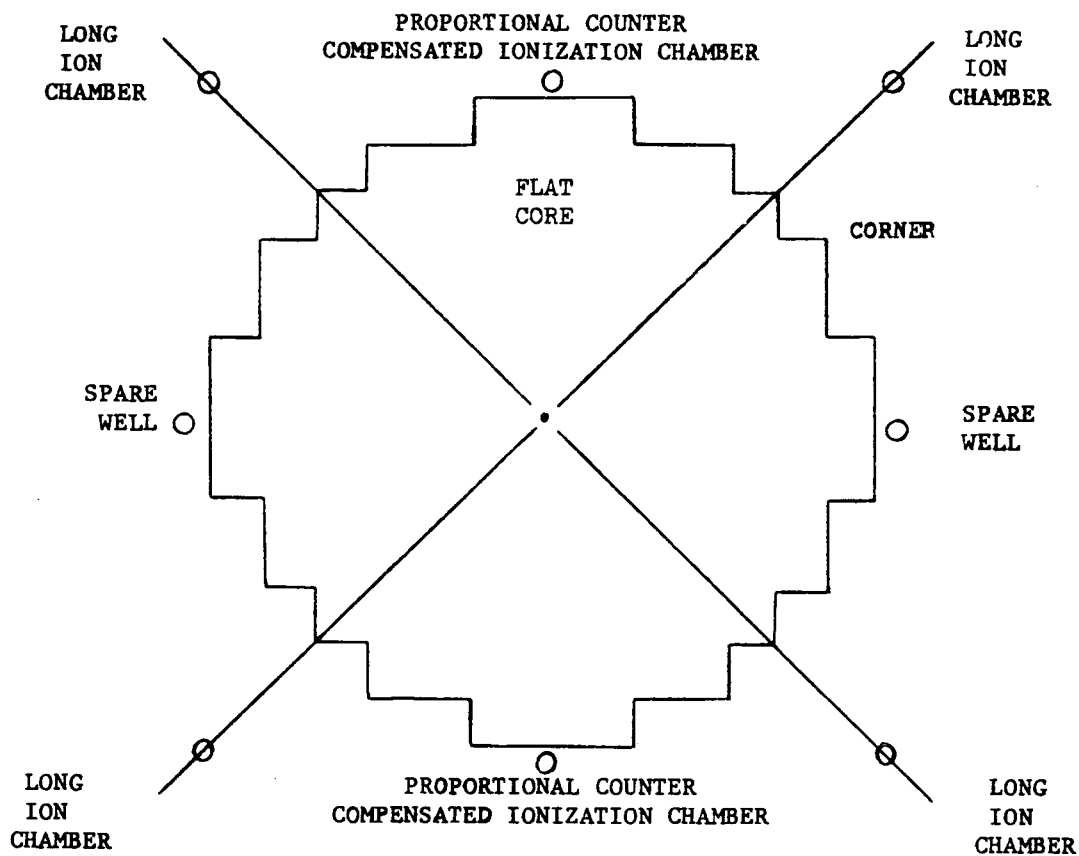 LONG
ION
CHAMBER
PROPORTIONAL COUNTER
COMPENSATED IONIZATION CHAMBER
LONG
ION
CHAMBER
FLAT
CORE
CORNER
SPARE
WELL
SPARE
WELL
LONG
ION
CHAMBER
PROPORTIONAL COUNTER
COMPENSATED IONIZATION CHAMBER
LONG
ION
CHAMBER